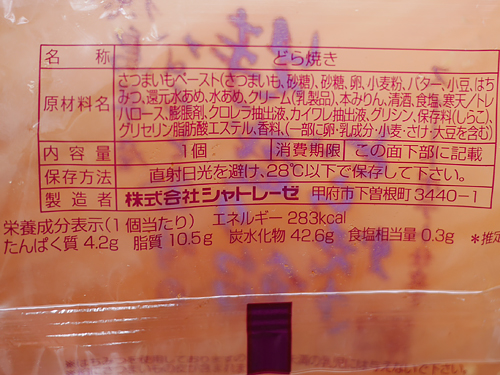 名称 どら焼き
原材料名 さつまいもペースト(さつまいも、砂糖)、砂糖、卵、小麦粉、バター、小豆、はち
みつ、還元水あめ、水あめ、クリーム(乳製品)、本みりん、清酒、食塩、寒天/トレ
ハロース、膨脹剤、クロレラ抽出液、カイワレ抽出液、グリシン、保存料(しらこ)、
グリセリン脂肪酸エステル、香料、(一部に卵・乳成分・小麦・さけ・大豆を含む)
内容量 1個 消費期限 この面下部に記載
保存方法 直射日光を避け、28℃以下で保存して下さい。
製造者 株式会社シャトレーゼ 甲府市下曽根町3440-1
栄養成分表示(1個当たり) エネルギー 283kcal
たんぱく質 4.2g 脂質 10.5g 炭水化物 42.6g 食塩相当量 0.3g *推定